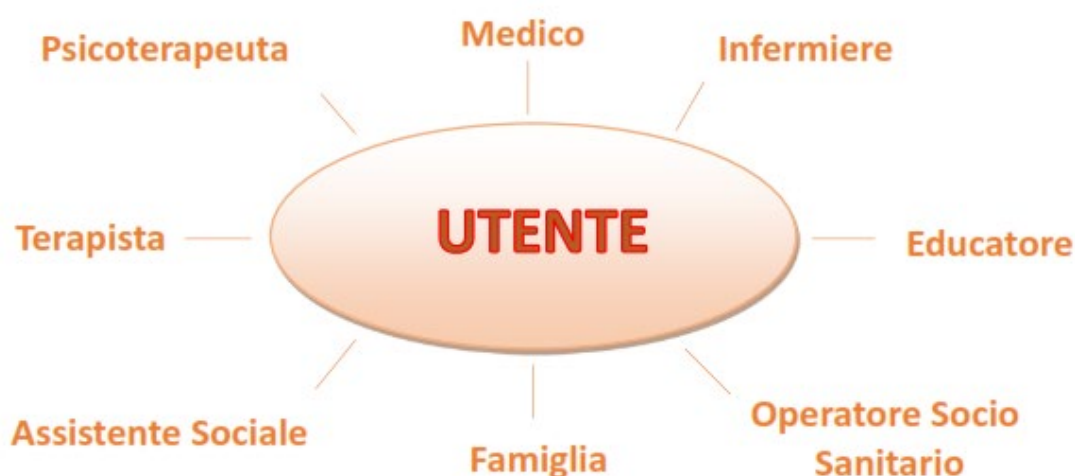 Psicoterapeuta
Medico
Infermiere
Terapista
UTENTE
Educatore
Assistente Sociale
Famiglia
Operatore Socio
Sanitario